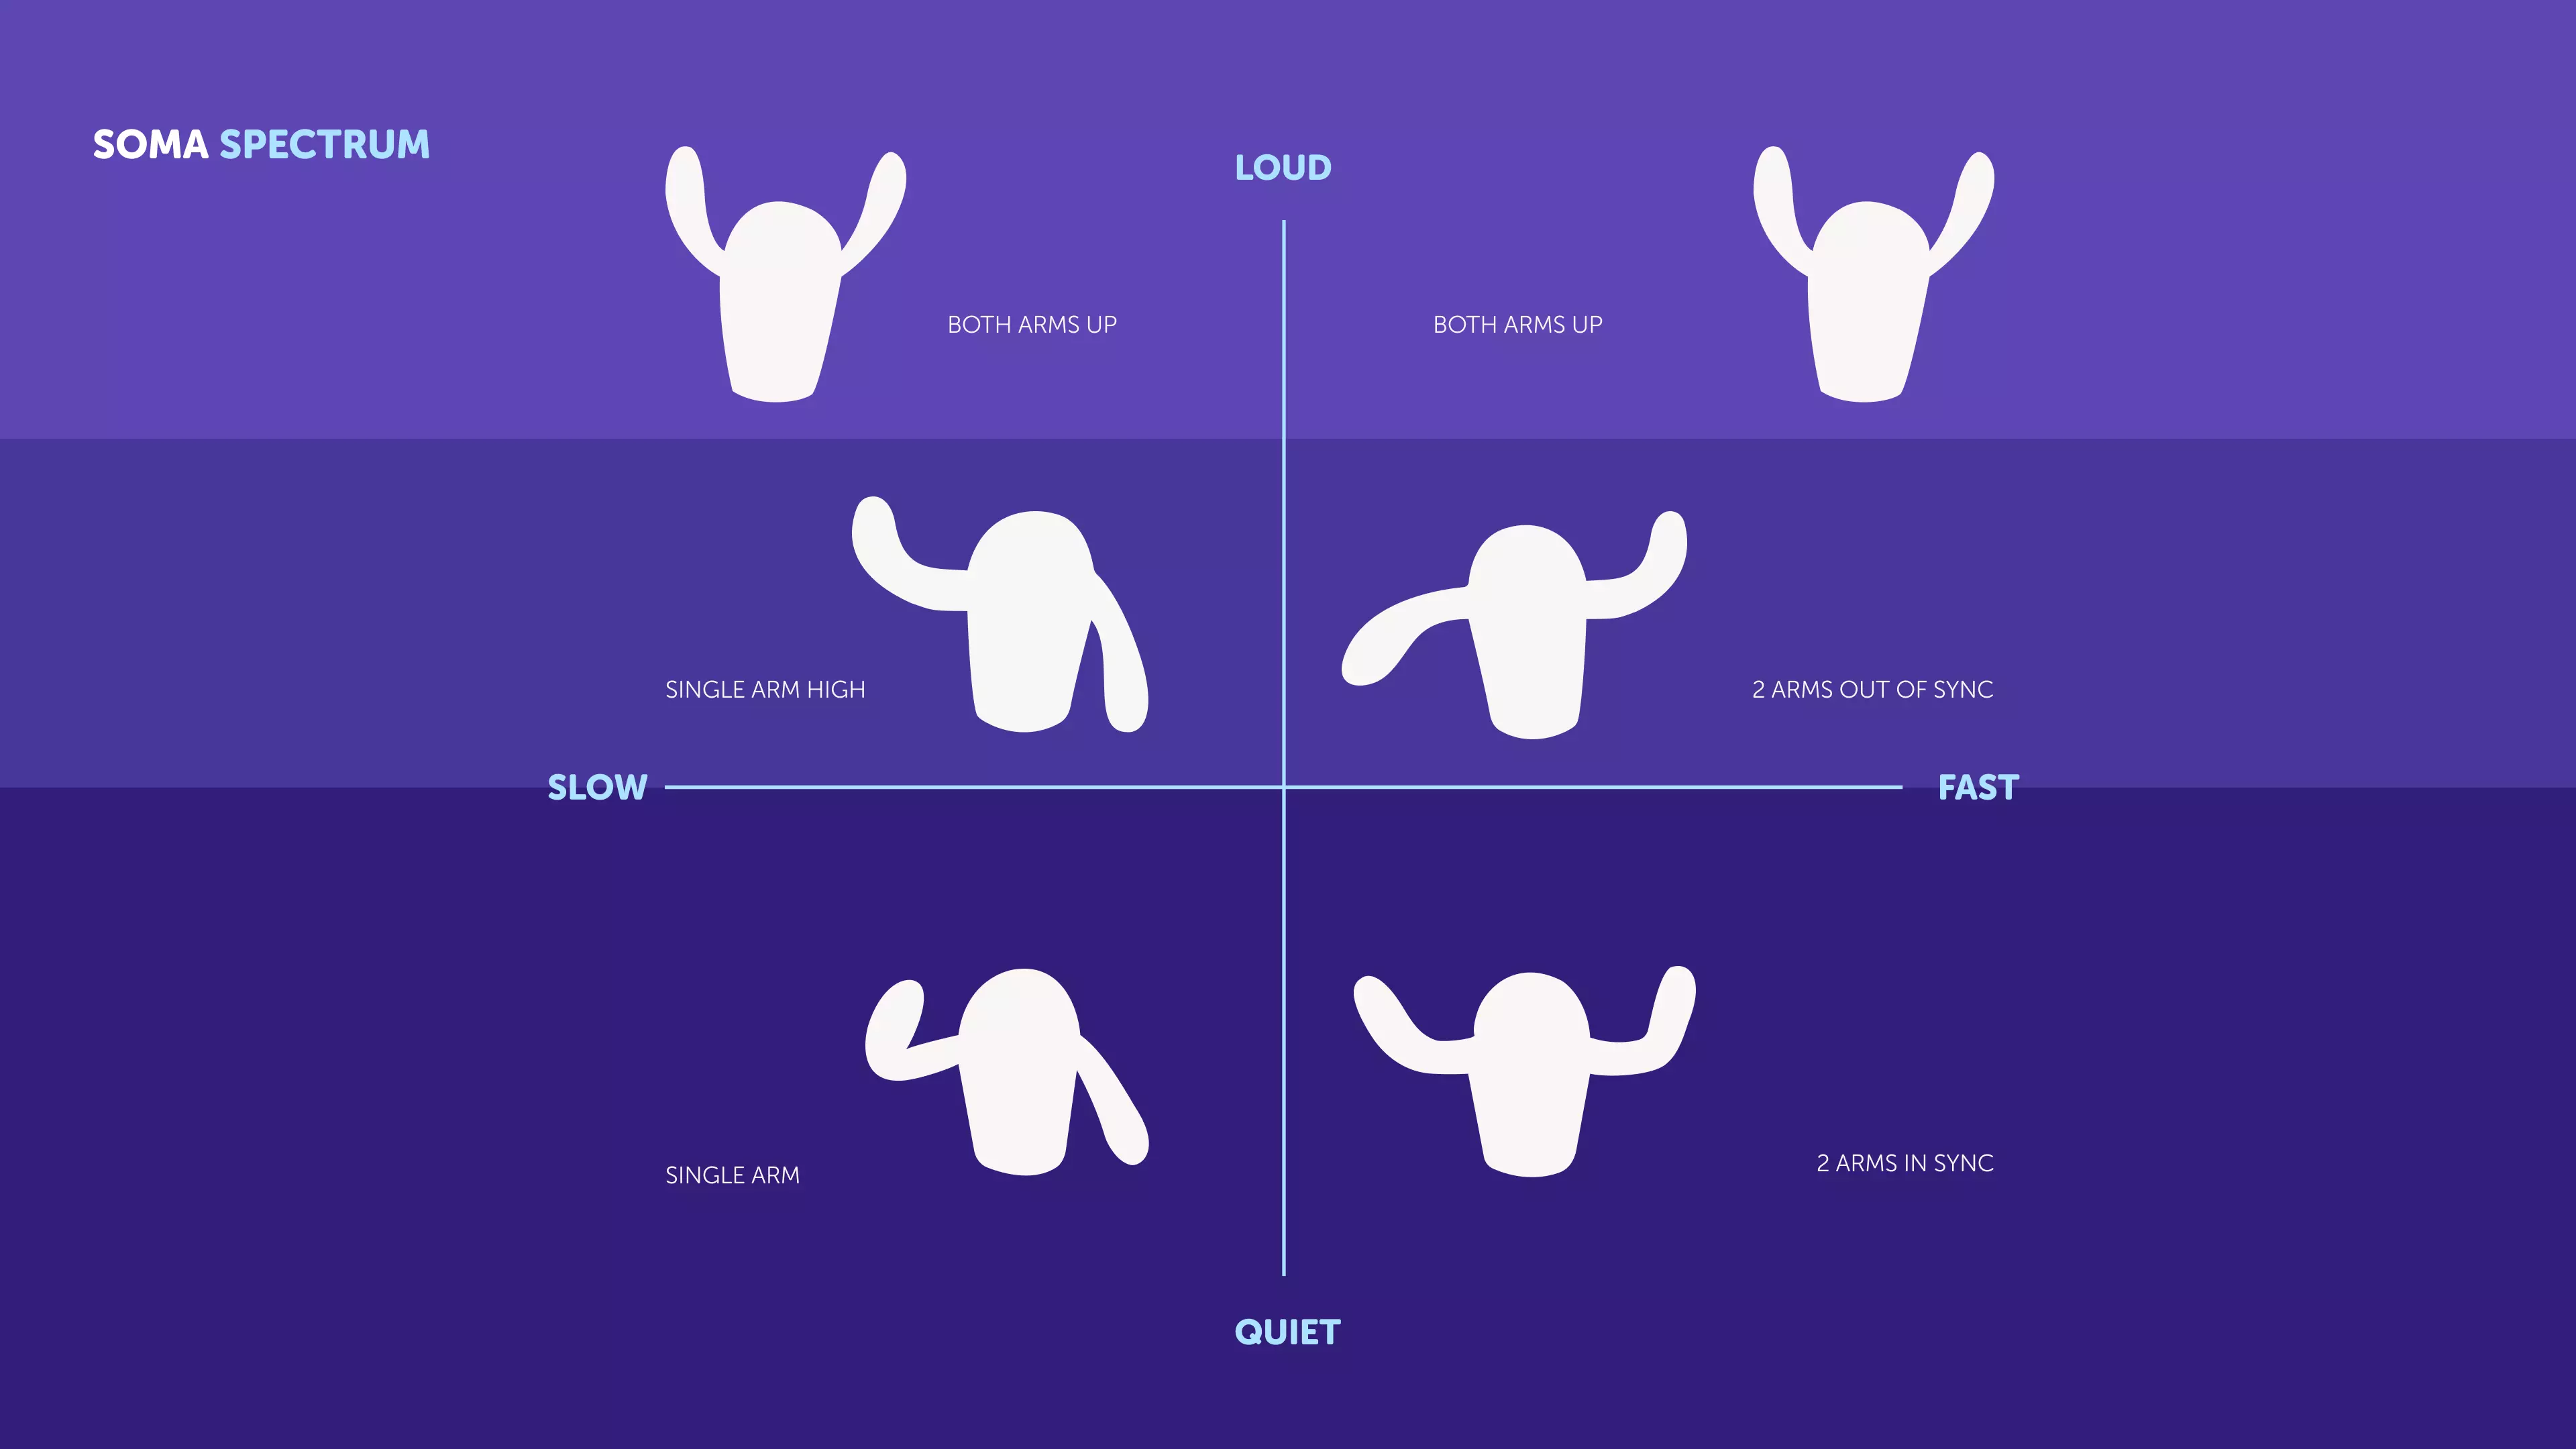 SOMA SPECTRUM
LOUD
BOTH ARMS UP
BOTH ARMS UP
SINGLE ARM HIGH
2 ARMS OUT OF SYNC
SLOW
FAST
SINGLE ARM
2 ARMS IN SYNC
QUIET